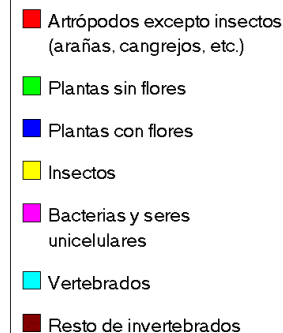 Artrópodos excepto insectos
(arañas, cangrejos, etc.)
Plantas sin flores
Plantas con flores
Insectos
Bacterias y seres
unicelulares
Vertebrados
Resto de invertebrados